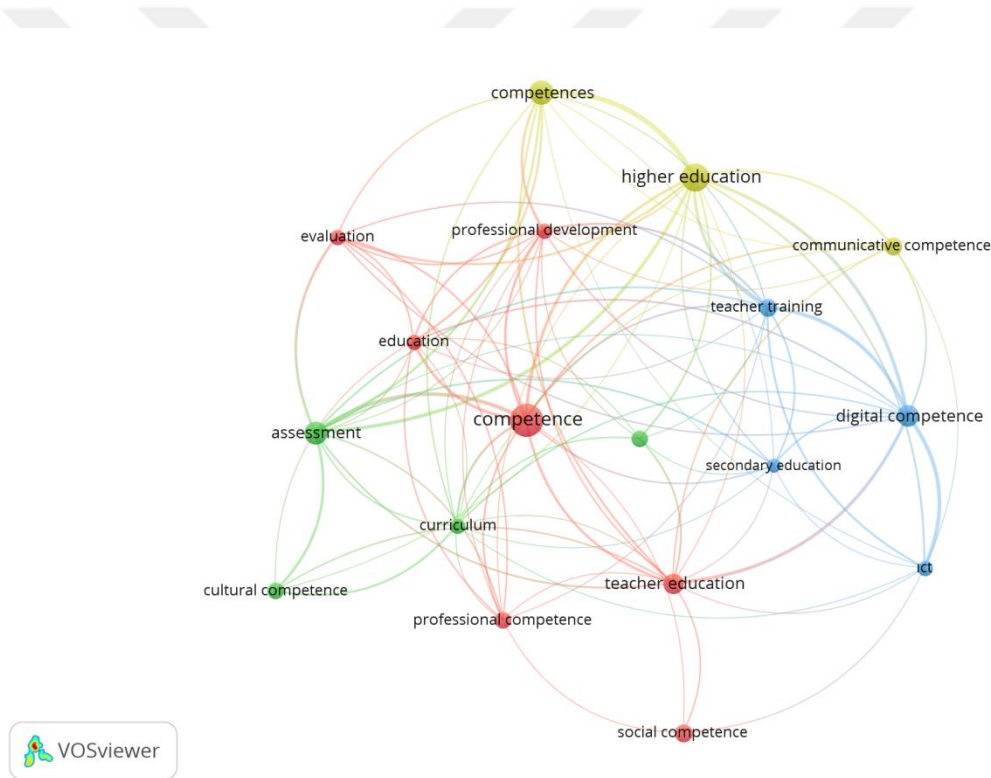 competences
higher education
professional development
evaluation
communicative competence
teacher training
education
digital competence
competence
assessment
secondary education
curriculum
ict
teacher education
cultural competence
professional competence
social competence
VOSviewer